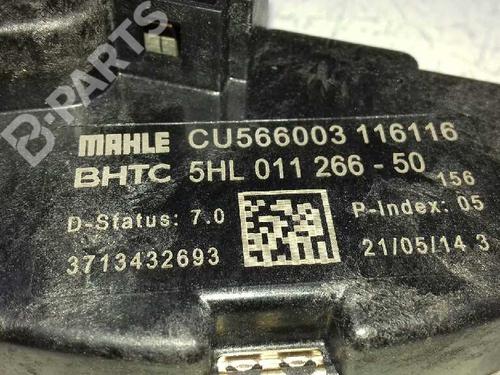 B-PARTS
MAHLE CU566003 116116
BHTC 5HL 011 266 - 50
156
D-Status: 7.0 P-Index: 05
3713432693 21/05/14 3